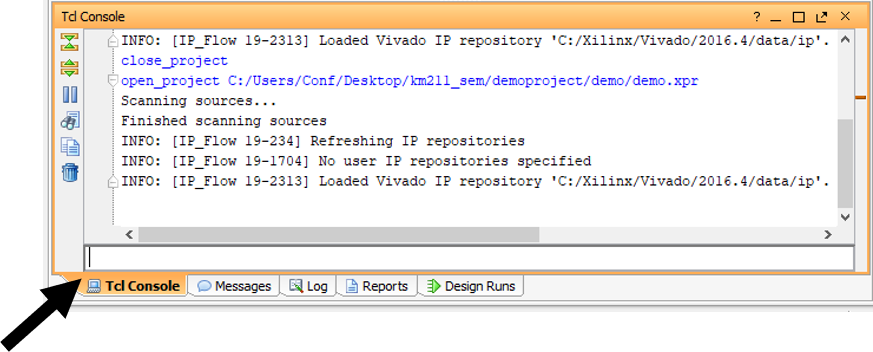 Tcl Console
? _ □ X
INFO: [IP_Flow 19-2313] Loaded Vivado IP repository 'C:/Xilinx/Vivado/2016.4/data/ip'.
close_project
open_project C:/Users/Conf/Desktop/km211_sem/demoproject/demo/demo.xpr
Scanning sources...
Finished scanning sources
INFO: [IP_Flow 19-234] Refreshing IP repositories
INFO: [IP_Flow 19-1704] No user IP repositories specified
INFO: [IP_Flow 19-2313] Loaded Vivado IP repository 'C:/Xilinx/Vivado/2016.4/data/ip'.
Tcl Console Messages Log Reports Design Runs